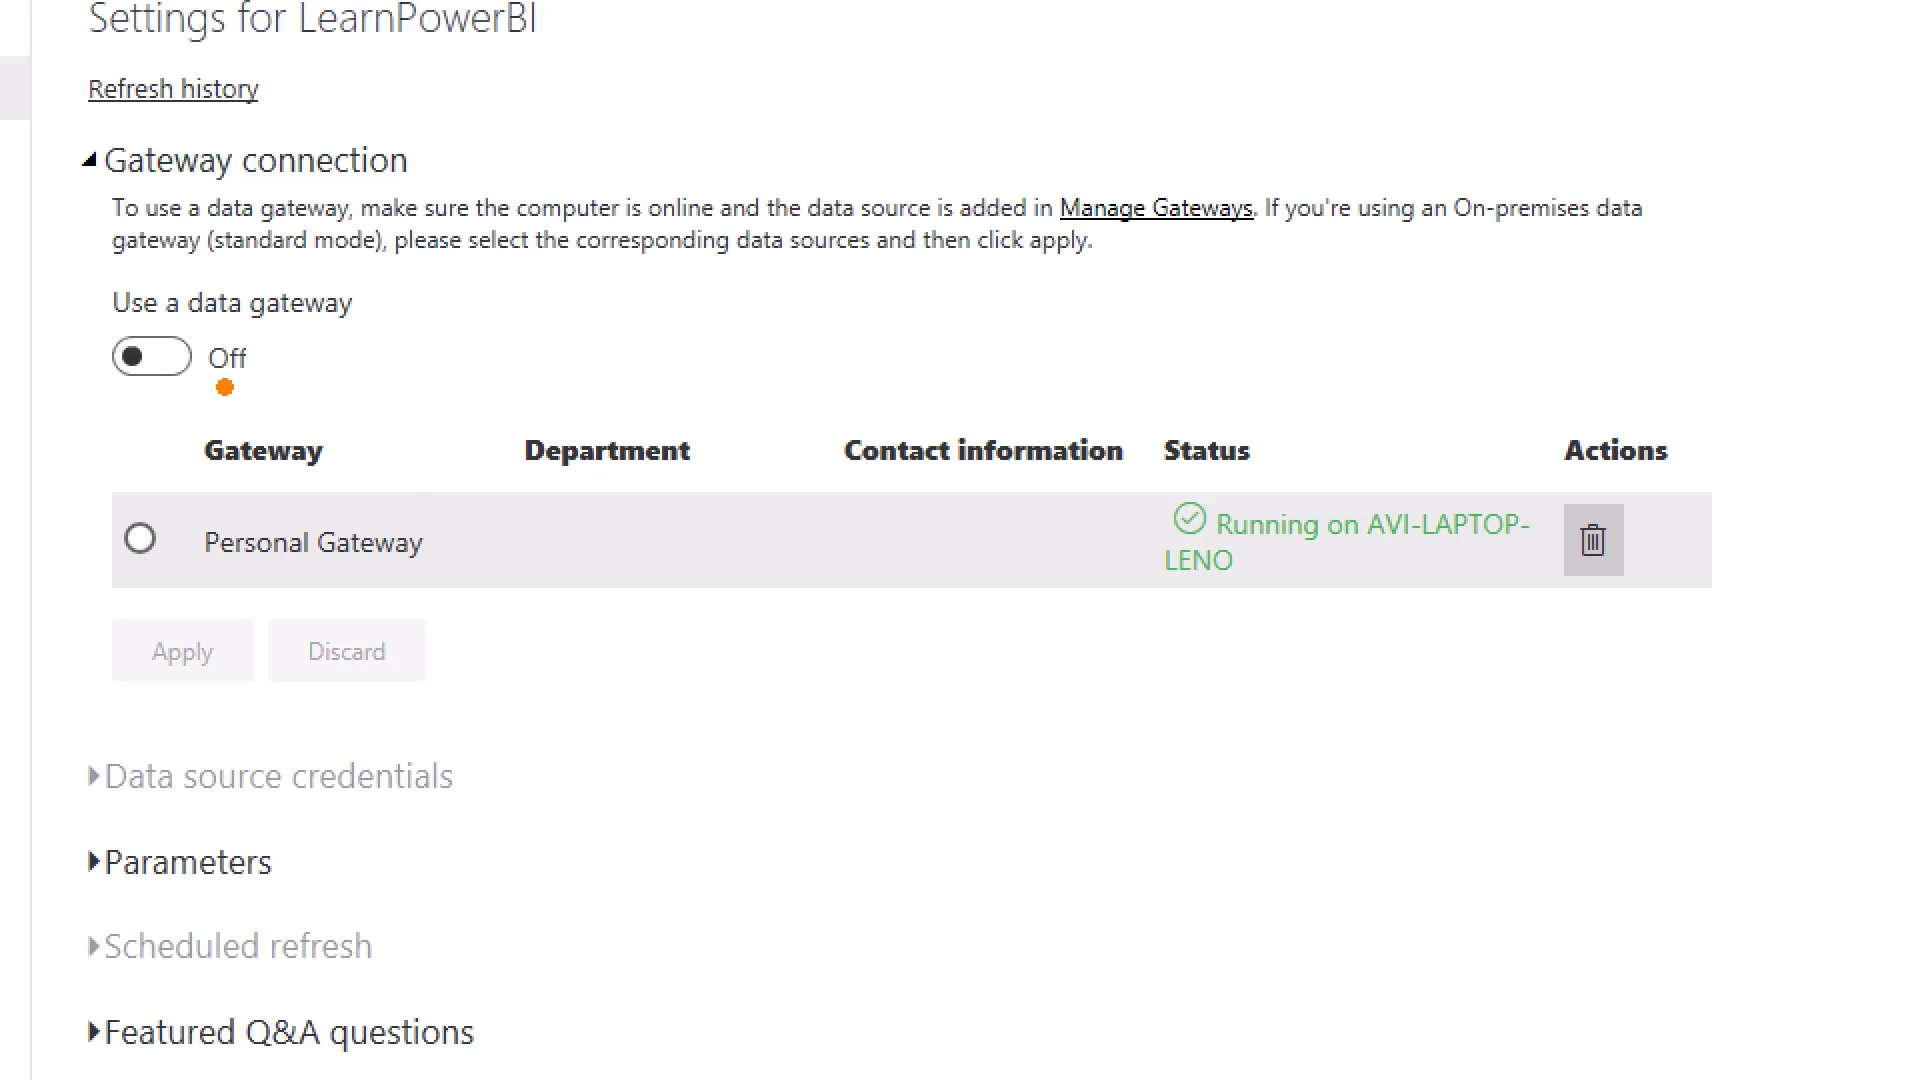 Settings for LearnPowerBI
Refresh history
Gateway connection
To use a data gateway, make sure the computer is online and the data source is added in Manage Gateways. If you're using an On-premises data
gateway (standard mode), please select the corresponding data sources and then click apply.
Use a data gateway
Off
Gateway Department Contact information Status Actions
Personal Gateway Running on AVI-LAPTOP-
LENO
Apply Discard
Data source credentials
Parameters
Scheduled refresh
Featured Q&A questions